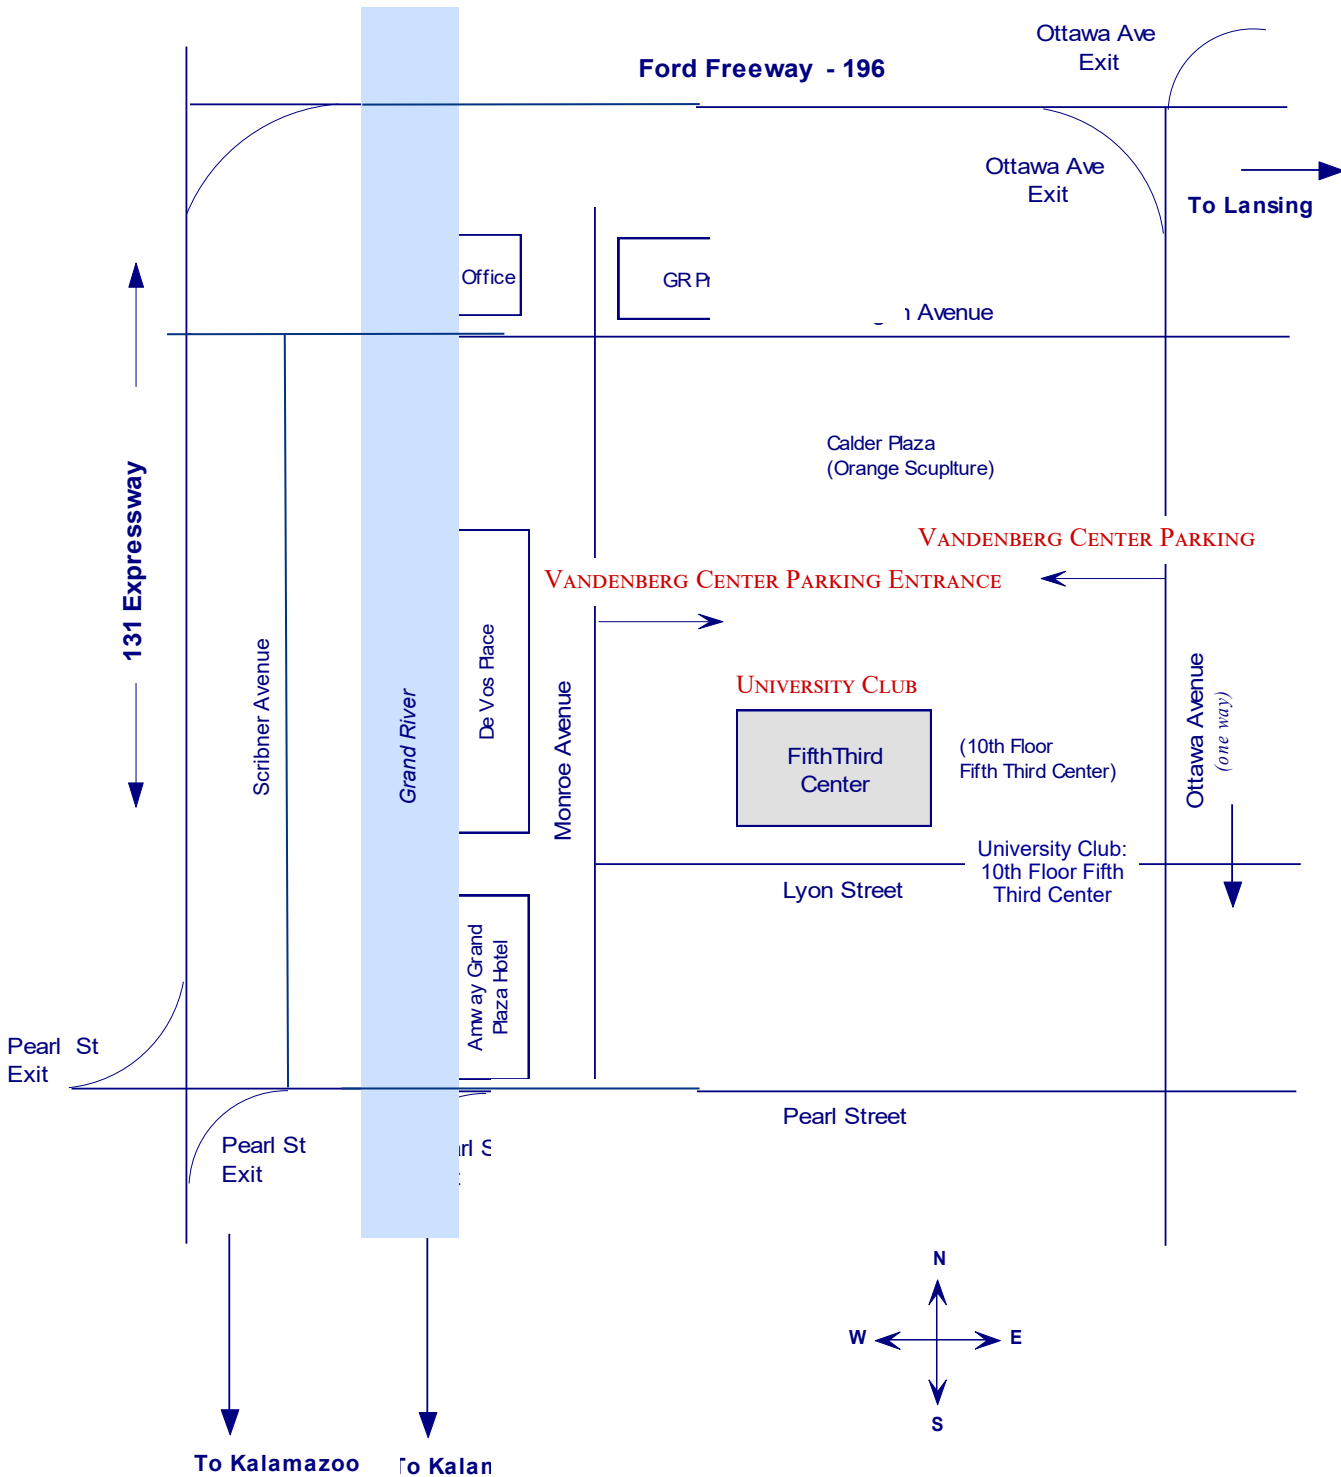 Ottawa Ave
Exit
Ford Freeway - 196
Ottawa Ave
Exit
To Lansing
Office
GR
Avenue
Calder Plaza
(Orange Scuplture)
131 Expressway
VANDENBERG CENTER PARKING
VANDENBERG CENTER PARKING ENTRANCE
Scribner Avenue
Grand River
De Vos Place
Monroe Avenue
UNIVERSITY CLUB
FifthThird
Center
(10th Floor
Fifth Third Center)
Ottawa Avenue
(one way)
University Club:
10th Floor Fifth
Third Center
Lyon Street
Amway Grand
Plaza Hotel
Pearl St
Exit
Pearl Street
Pearl St
Exit
N
W
E
S
To Kalamazoo
To Kalam